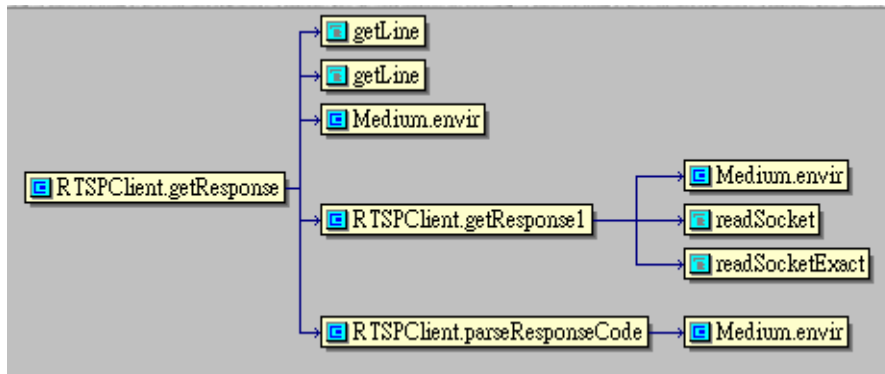 getLine
getLine
Medium.envir
RTSPClient.getResponse
RTSPClient.getResponse1
Medium.envir
readSocket
readSocketExact
RTSPClient.parseResponseCode
Medium.envir